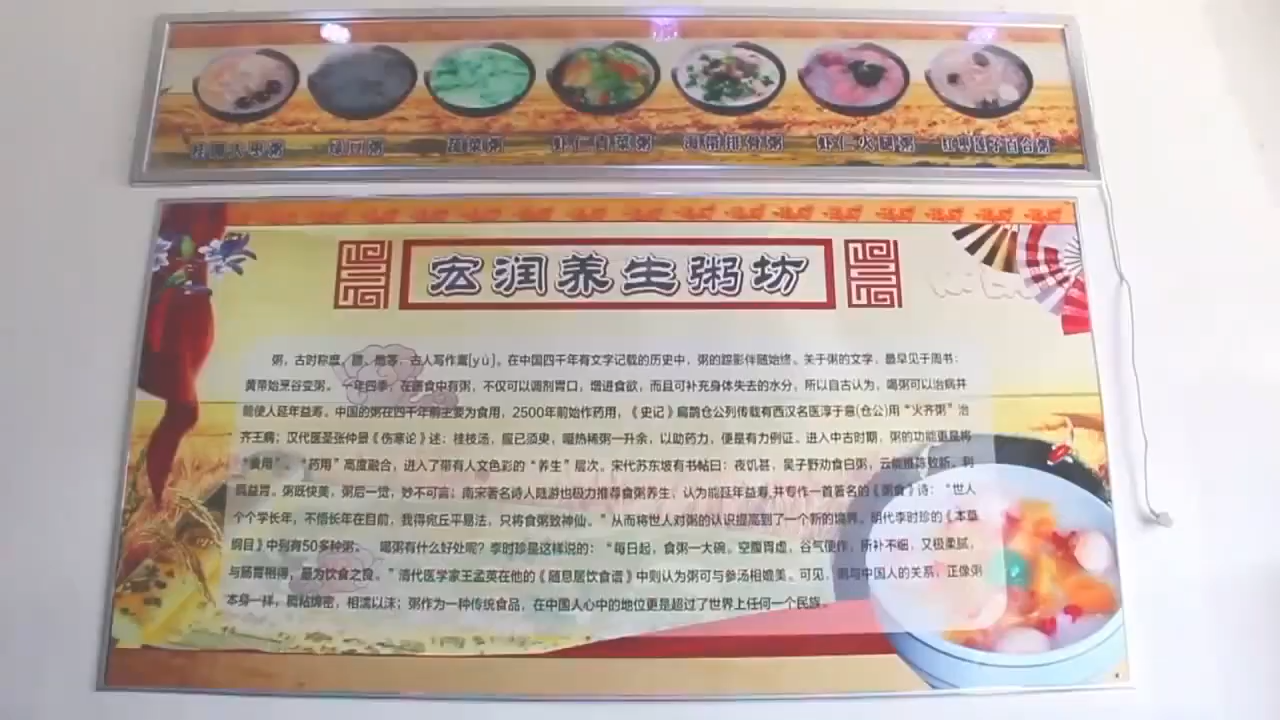 桂圆人枣粥 绿豆粥 蔬菜粥 虾仁青菜粥 海带排骨粥 虾仁火腿粥 红枣莲子百合粥
宏润养生粥坊
粥，古时称糜、 等，古人写作鬻[yù]。在中国四千年有文字记载的历史中，粥的踪影伴随始终。关于粥的文字，最早见于周书：
黄帝始烹谷变粥。 一年四季，在膳食中有粥，不仅可以调剂胃口，增进食欲，而且可补充身体失去的水分，所以自古认为，喝粥可以治病并
能使人延年益寿。中国的粥在四千年前主要为食用，2500年前始作药用，《史记》扁鹊仓公列传载有西汉名医淳于意(仓公)用“火齐粥”治
齐王病；汉代医圣张仲景《伤寒论》述：桂枝汤，服已须臾，啜热稀粥一升余，以助药力，便是有力例证。进入中古时期，粥的功能更是将
“食用”、“药用”高度融合，进入了带有人文色彩的“养生”层次。宋代苏东坡有书帖曰：夜饥甚，吴子野劝食白粥，云能推陈致新，利
膈益胃。粥既快美，粥后一觉，妙不可言；南宋著名诗人陆游也极力推荐食粥养生，认为能延年益寿,并专作一首著名的《粥食》诗：“世人
个个学长年，不悟长年在目前，我得宛丘平易法，只将食粥致神仙。”从而将世人对粥的认识提高到了一个新的境界。明代李时珍的《本草
纲目》中列有50多种粥。 喝粥有什么好处呢？李时珍是这样说的：“每日起，食粥一大碗，空腹胃虚，谷气便作，所补不细，又极柔腻，
与肠胃相得，最为饮食之良。”清代医学家王孟英在他的《随息居饮食谱》中则认为粥可与参汤相媲美。可见，粥与中国人的关系，正像粥
本身一样，稠粘绵密，相濡以沫；粥作为一种传统食品，在中国人心中的地位更是超过了世界上任何一个民族。